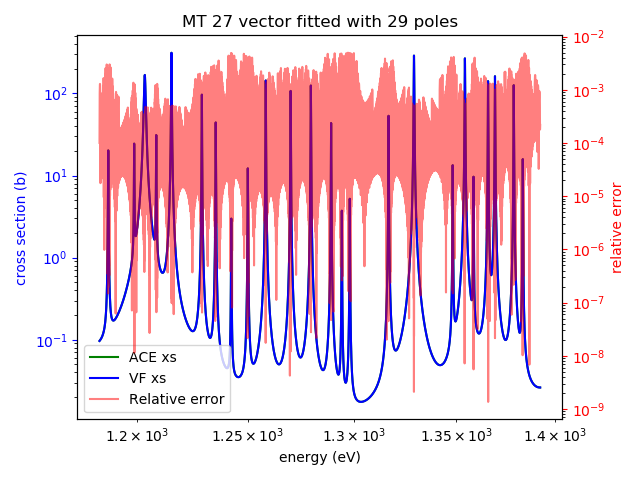 MT 27 vector fitted with 29 poles
cross section (b)
10²
10¹
10⁰
10⁻¹
10⁻²
10⁻³
10⁻⁴
10⁻⁵
10⁻⁶
10⁻⁷
10⁻⁸
10⁻⁹
relative error
ACE xs
VF xs
Relative error
1.2 × 10³ 1.25 × 10³ 1.3 × 10³ 1.35 × 10³ 1.4 × 10³
energy (eV)